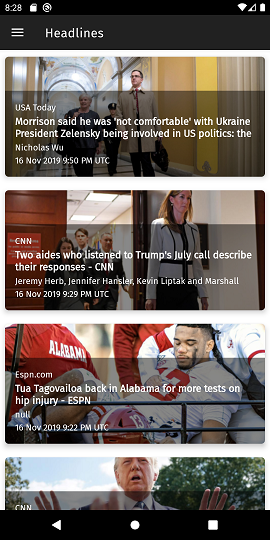 8:28
Headlines
USA Today
Morrison said he was 'not comfortable' with Ukraine
President Zelensky being involved in US politics: the
Nicholas Wu
16 Nov 2019 9:50 PM UTC
CNN
Two aides who listened to Trump's July call describe
their responses - CNN
Jeremy Herb, Jennifer Hansler, Kevin Liptak and Marshall
16 Nov 2019 9:29 PM UTC
ALABAMA
Espn.com
Tua Tagovailoa back in Alabama for more tests on
hip injury - ESPN
null
16 Nov 2019 9:22 PM UTC
CNN